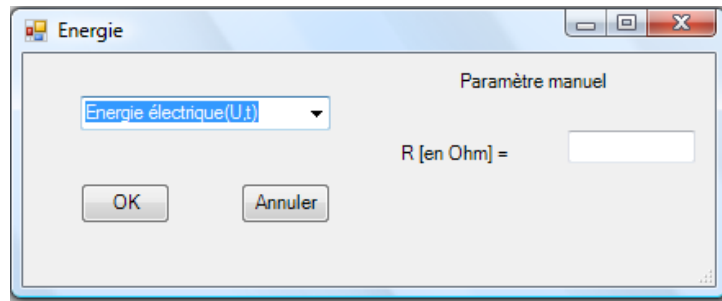 Energie
Paramètre manuel
Energie électrique(U,t)
R [en Ohm] =
OK
Annuler